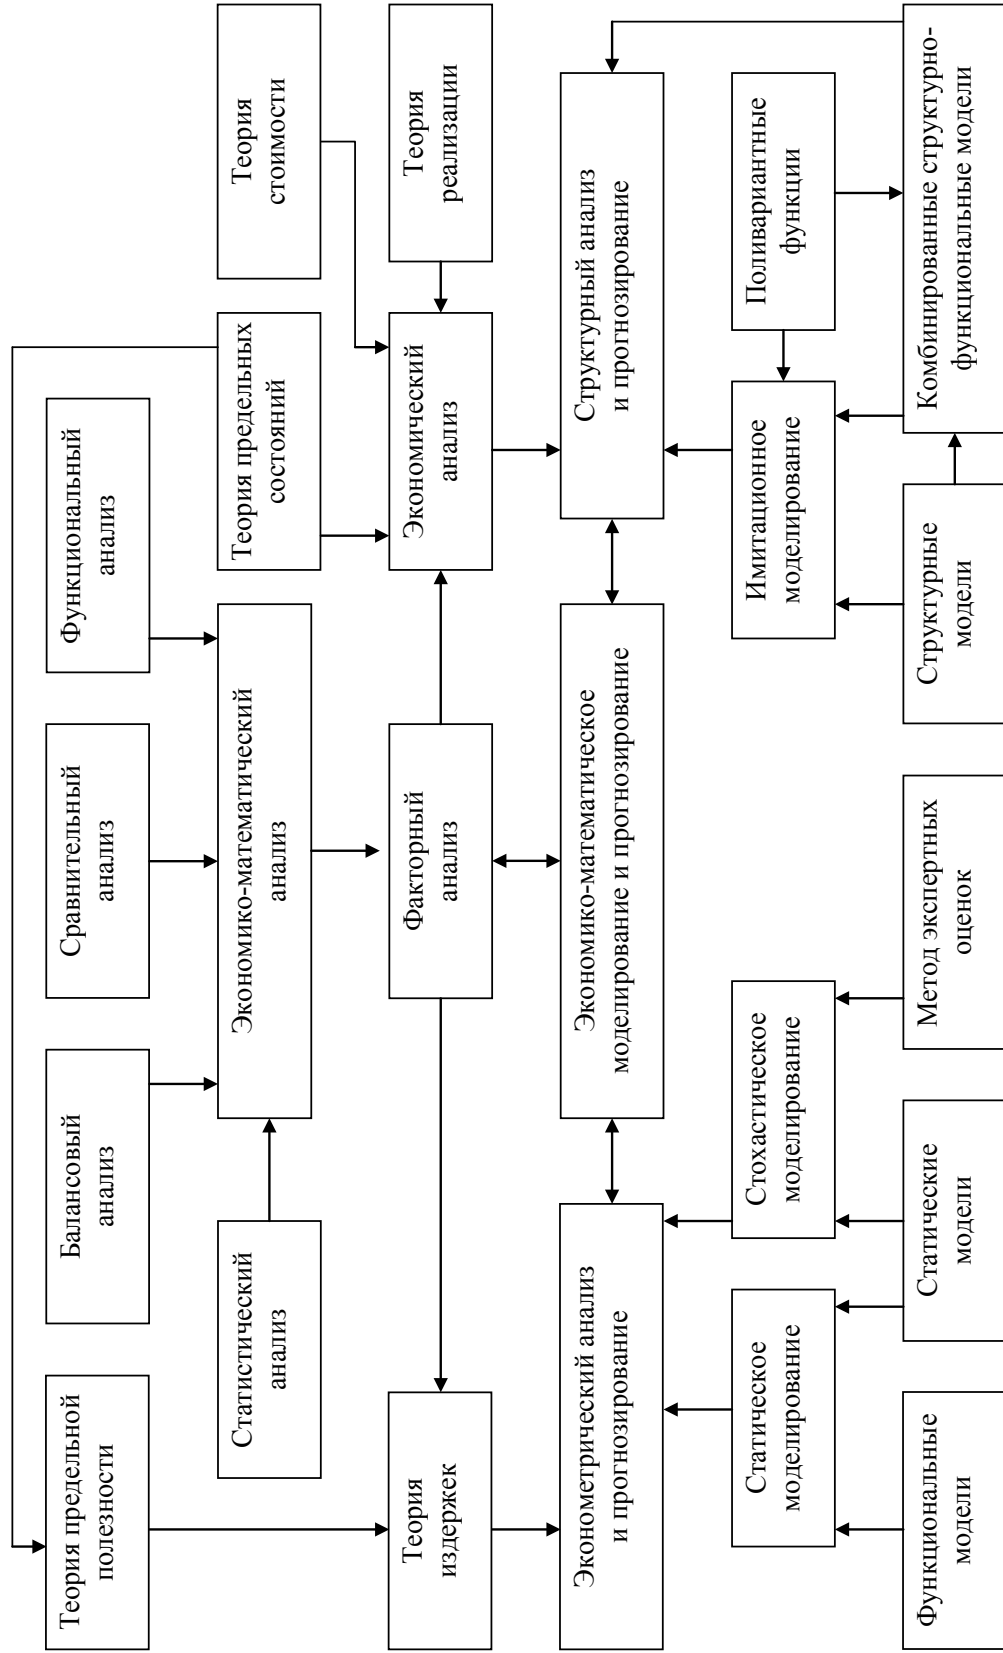 Теория предельной
полезности
Балансовый
анализ
Сравнительный
анализ
Функциональный
анализ
Статистический
анализ
Экономико-математический
анализ
Теория предельных
состояний
Теория
стоимости
Теория
издержек
Факторный
анализ
Экономический
анализ
Теория
реализации
Эконометрический анализ
и прогнозирование
Экономико-математическое
моделирование и прогнозирование
Структурный анализ
и прогнозирование
Статическое
моделирование
Стохастическое
моделирование
Имитационное
моделирование
Поливариантные
функции
Функциональные
модели
Статические
модели
Метод экспертных
оценок
Структурные
модели
Комбинированные структурно-
функциональные модели